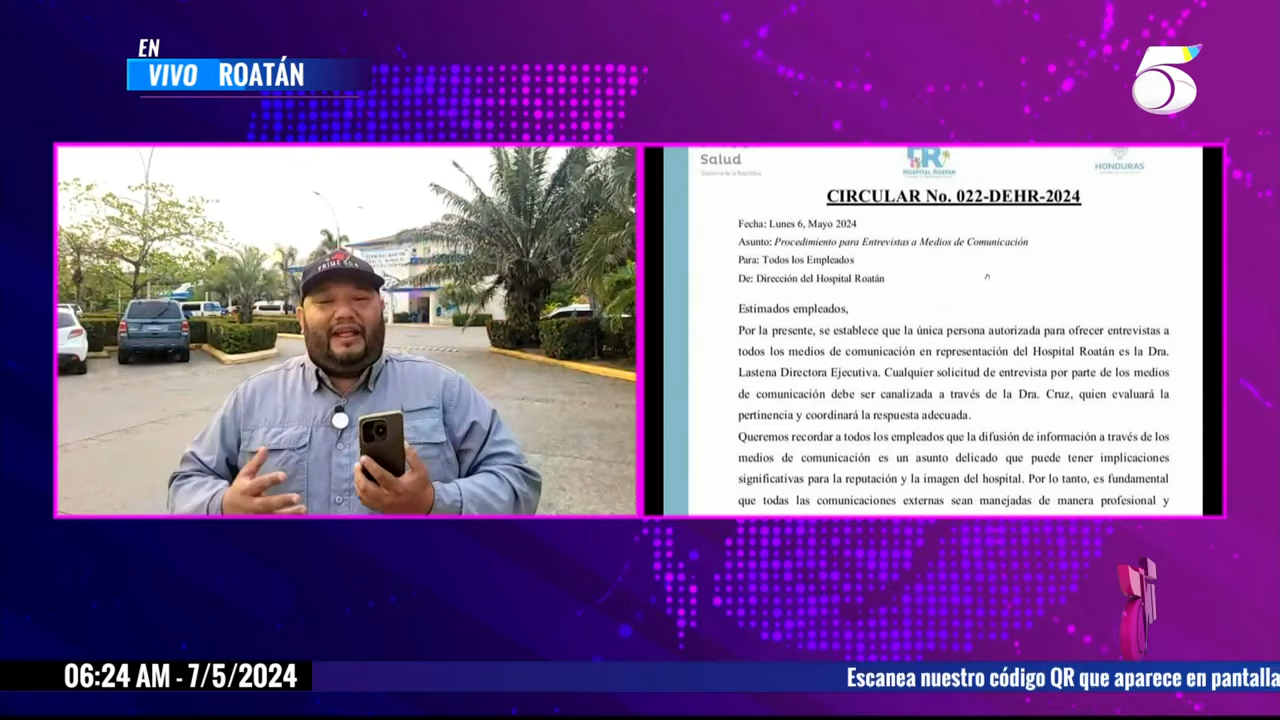 EN
VIVO ROATÁN
5
Salud
Gobierno de la República
HR
HOSPITAL ROATÁN
HONDURAS
CIRCULAR No. 022-DEHR-2024
Fecha: Lunes 6, Mayo 2024
Asunto: Procedimiento para Entrevistas a Medios de Comunicación
Para: Todos los Empleados
De: Dirección del Hospital Roatán
Estimados empleados,
Por la presente, se establece que la única persona autorizada para ofrecer entrevistas a
todos los medios de comunicación en representación del Hospital Roatán es la Dra.
Lastena Directora Ejecutiva. Cualquier solicitud de entrevista por parte de los medios
de comunicación debe ser canalizada a través de la Dra. Cruz, quien evaluará la
pertinencia y coordinará la respuesta adecuada.
Queremos recordar a todos los empleados que la difusión de información a través de los
medios de comunicación es un asunto delicado que puede tener implicaciones
significativas para la reputación y la imagen del hospital. Por lo tanto, es fundamental
que todas las comunicaciones externas sean manejadas de manera profesional y
06:24 AM - 7/5/2024
Escanea nuestro código QR que aparece en pantalla